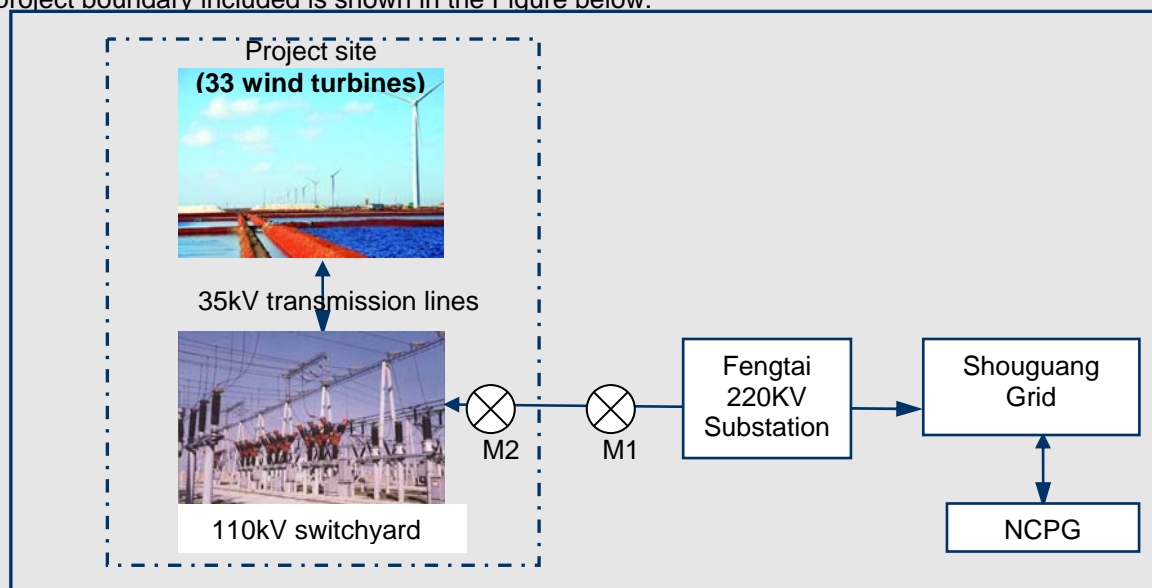 project boundary included is shown in the Figure below.
Project site
(33 wind turbines)
35kV transmission lines
110kV switchyard
M2
M1
Fengtai
220KV
Substation
Shouguang
Grid
NCPG